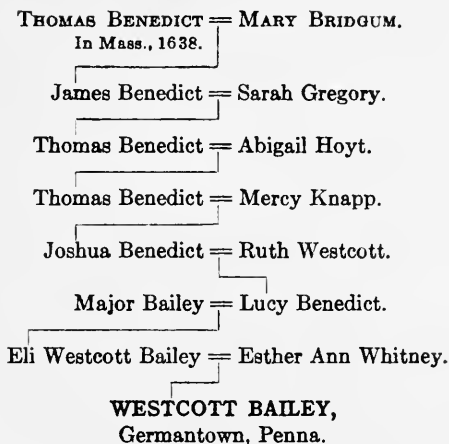 THOMAS BENEDICT = MARY BRIDGUM.
In Mass., 1638.
James Benedict = Sarah Gregory.
Thomas Benedict = Abigail Hoyt.
Thomas Benedict = Mercy Knapp.
Joshua Benedict = Ruth Westcott.
Major Bailey = Lucy Benedict.
Eli Westcott Bailey = Esther Ann Whitney.
WESTCOTT BAILEY,
Germantown, Penna.